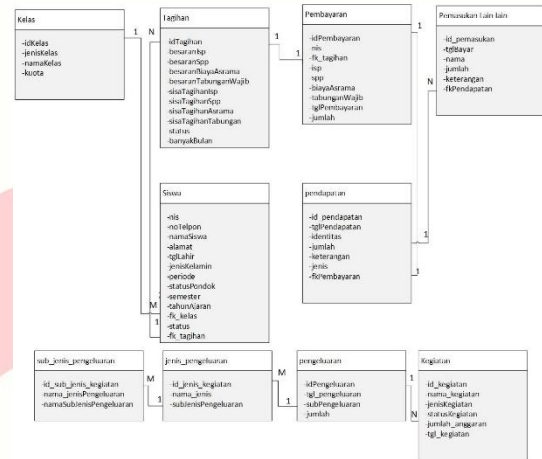 Kelas
-idKelas
-jenisKelas
-namaKelas
-kuota
1
N
Tagihan
-idTagihan
-besaranIsp
-besaranSpp
-besaranBiayaAsrama
-besaranTabunganWajib
-sisaTagihanIsp
-sisaTagihanSpp
-sisaTagihanAsrama
-sisaTagihanTabungan
-status
-banyakBulan
1
1
Pembayaran
-idPembayaran
-nis
-fk_tagihan
-isp
-spp
-biayaAsrama
-tabunganWajib
-tglPembayaran
-jumlah
1
N
Pemasukan Lain-lain
-id_pemasukan
-tglBayar
-nama
-jumlah
-keterangan
-fkPendapatan
Siswa
-nis
-noTelpon
-namaSiswa
-alamat
-tglLahir
-jenisKelamin
-periode
-statusPondok
-semester
-tahunAjaran
-fk_kelas
-status
-fk_tagihan
M
1
pendapatan
-id_pendapatan
-tglPendapatan
-identitas
-jumlah
-keterangan
-jenis
-fkPembayaran
1
1
sub_jenis_pengeluaran
-id_sub_jenis_kegiatan
-nama_jenisPengeluaran
-namaSubJenisPengeluaran
M
1
jenis_pengeluaran
-id_jenis_kegiatan
-nama_jenis
-subJenisPengeluaran
M
1
pengeluaran
-idPengeluaran
-tgl_pengeluaran
-subPengeluaran
-jumlah
1
N
Kegiatan
-id_kegiatan
-nama_kegiatan
-jenisKegiatan
-statusKegiatan
-jumlah_anggaran
-tgl_kegiatan